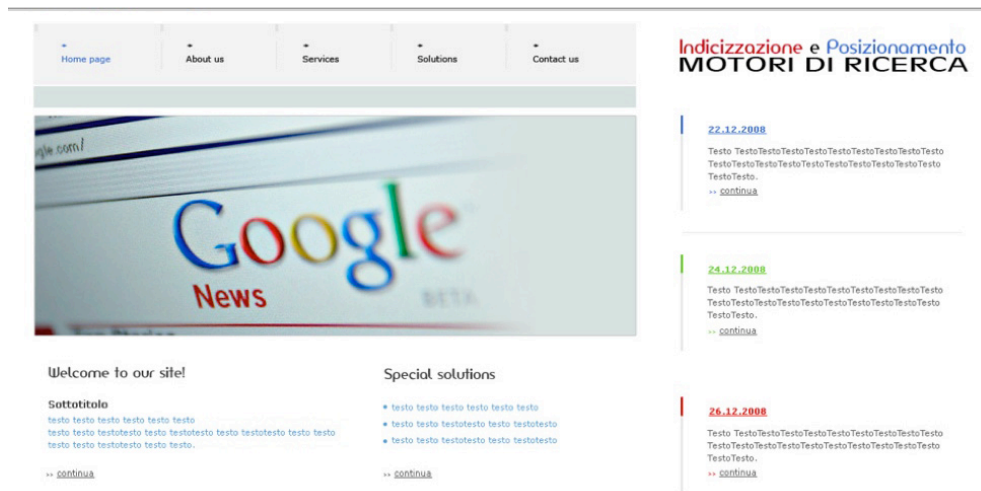 Home page
About us
Services
Solutions
Contact us
Indicizzazione e Posizionamento
MOTORI DI RICERCA
gle.com/
Google
News
BETA
Welcome to our site!
Sottotitolo
testo testo testo testo testo testo
testo testo testotesto testo testotesto testo testotesto testo testo
testo testo testotesto testo testo.
continua
Special solutions
testo testo testo testo testo testo
testo testo testotesto testo testotesto
testo testo testotesto testo testotesto
continua
22.12.2008
Testo TestoTestoTestoTestoTestoTestoTestoTestoTesto
TestoTestoTestoTestoTestoTestoTestoTestoTestoTesto
TestoTesto.
continua
24.12.2008
Testo TestoTestoTestoTestoTestoTestoTestoTestoTesto
TestoTestoTestoTestoTestoTestoTestoTestoTestoTesto
TestoTesto.
continua
26.12.2008
Testo TestoTestoTestoTestoTestoTestoTestoTestoTesto
TestoTestoTestoTestoTestoTestoTestoTestoTestoTesto
TestoTesto.
continua